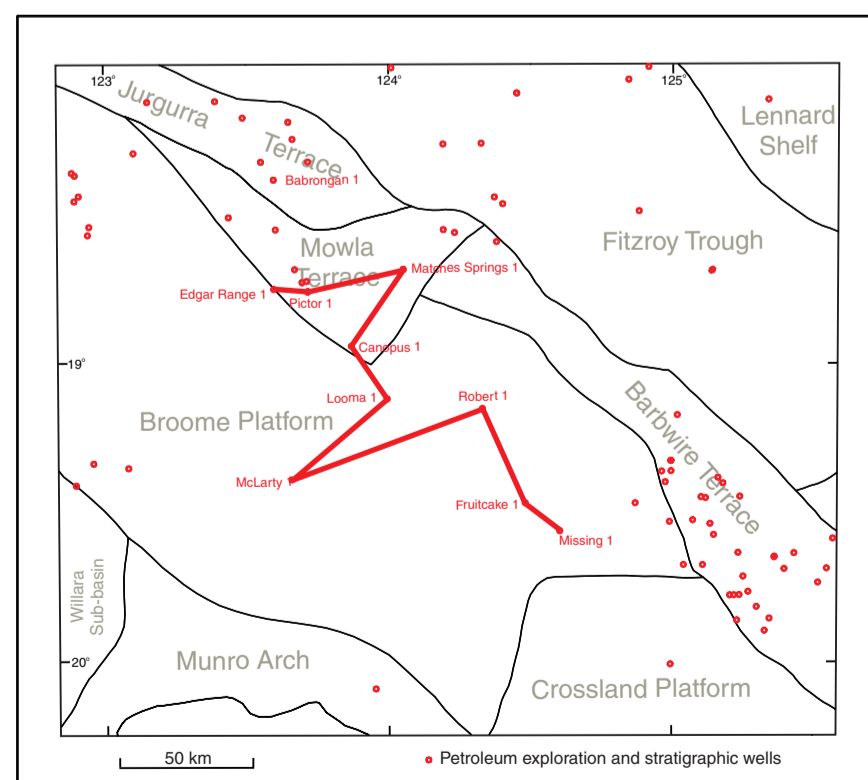 123°
124°
125°
Jurgurra
Terrace
Lennard
Shelf
Babrongan 1
Mowla
Terrace
Fitzroy Trough
Matches Springs 1
Edgar Range 1
Pictor 1
Canopus 1
19°
Looma 1
Robert 1
Broome Platform
Barbwire Terrace
McLarty 1
Fruitcake 1
Missing 1
Willara
Sub-basin
20°
Munro Arch
Crossland Platform
50 km
Petroleum exploration and stratigraphic wells